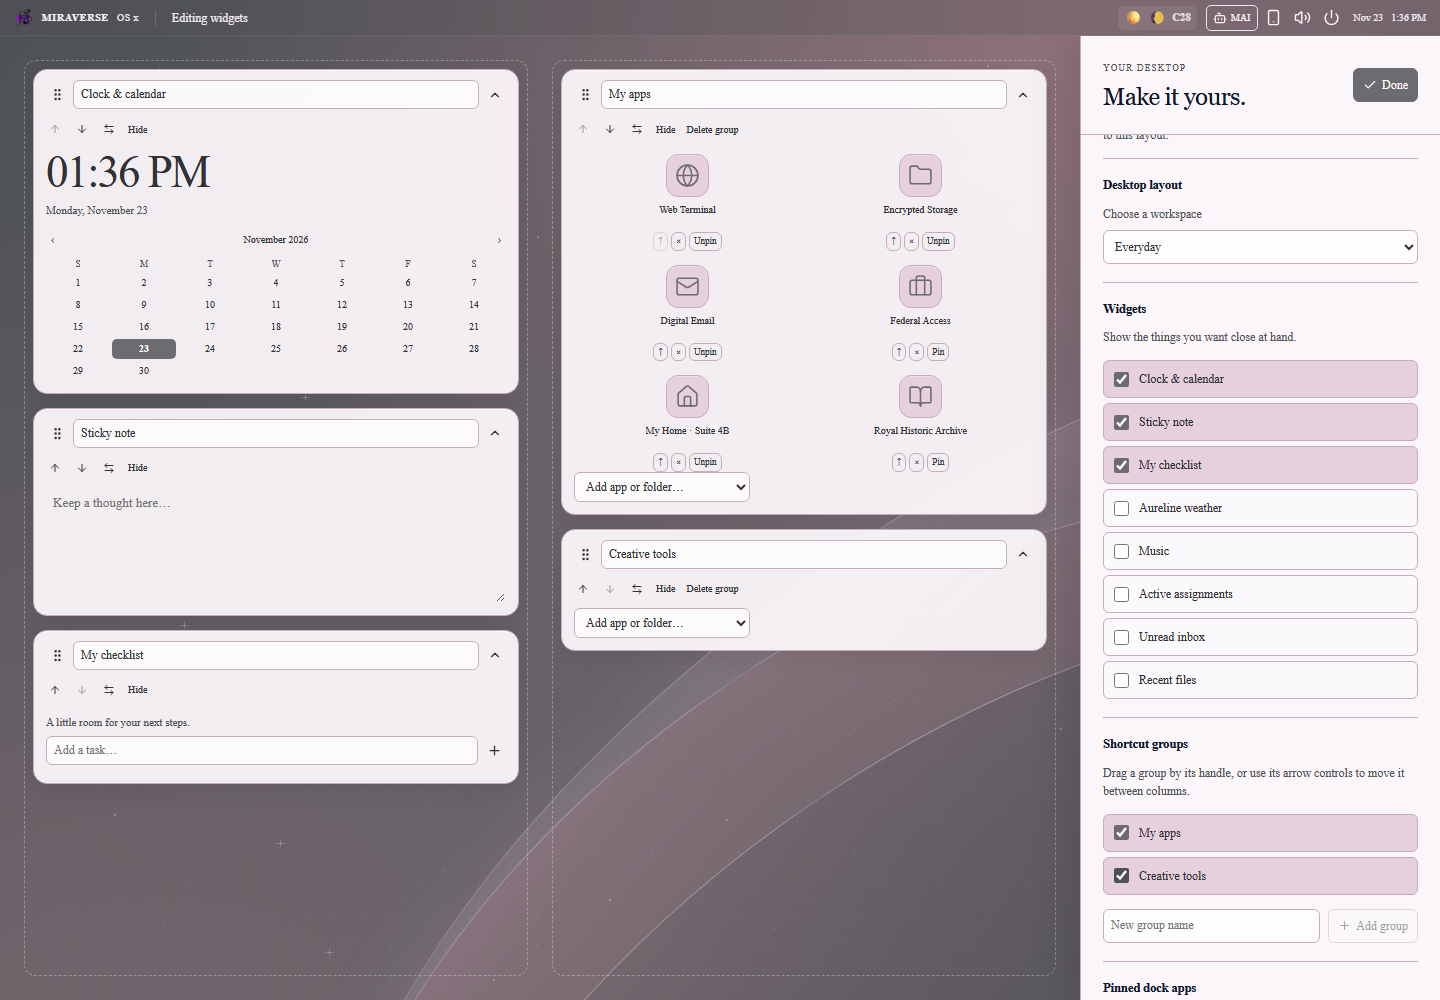 MIRAVERSE OS x Editing widgets C28 MAI Nov 23 1:36 PM
Clock & calendar
Hide
01:36 PM
Monday, November 23
‹ November 2026 ›
S M T W T F S
1 2 3 4 5 6 7
8 9 10 11 12 13 14
15 16 17 18 19 20 21
22 23 24 25 26 27 28
29 30
Sticky note
Hide
Keep a thought here…
My checklist
Hide
A little room for your next steps.
Add a task…
My apps
Hide Delete group
Web Terminal Encrypted Storage
↑ × Unpin ↑ × Unpin
Digital Email Federal Access
↑ × Unpin ↑ × Pin
My Home · Suite 4B Royal Historic Archive
↑ × Unpin ↑ × Pin
Add app or folder…
Creative tools
Hide Delete group
Add app or folder…
YOUR DESKTOP
Make it yours.
Done
to this layout.
Desktop layout
Choose a workspace
Everyday
Widgets
Show the things you want close at hand.
Clock & calendar
Sticky note
My checklist
Aureline weather
Music
Active assignments
Unread inbox
Recent files
Shortcut groups
Drag a group by its handle, or use its arrow controls to move it
between columns.
My apps
Creative tools
New group name Add group
Pinned dock apps